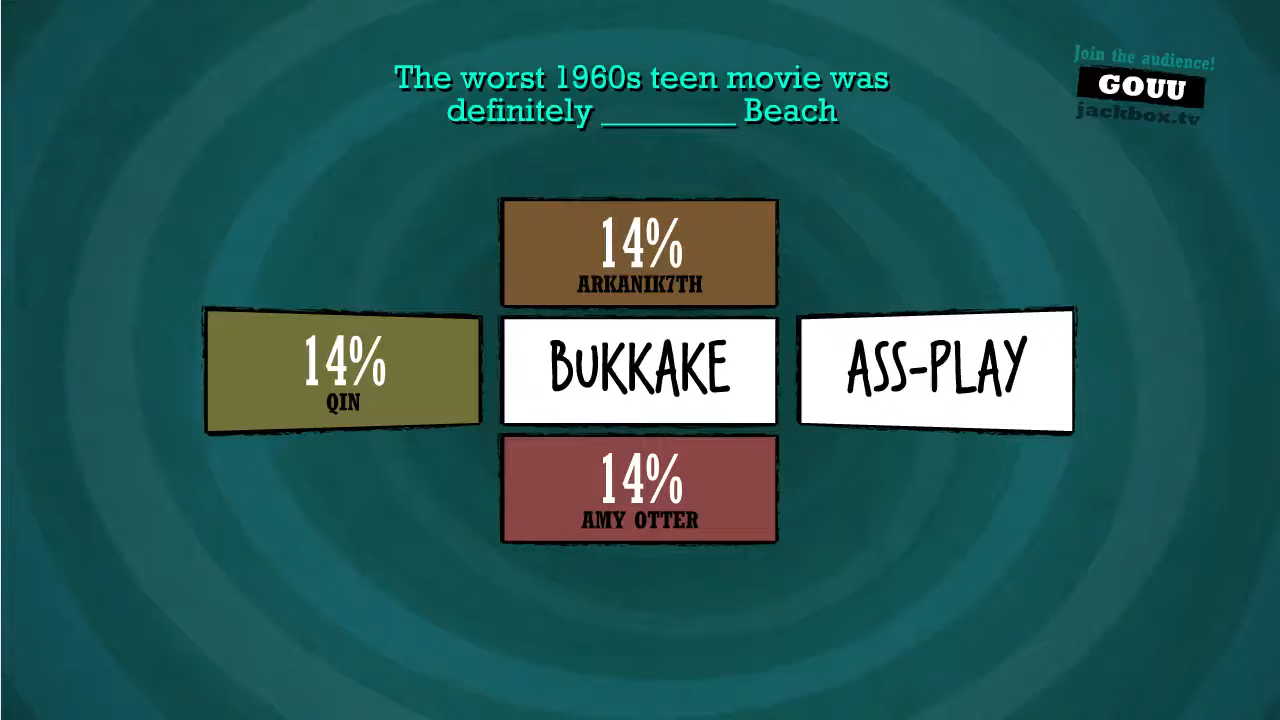 Join the audience!
GOUU
jackbox.tv
The worst 1960s teen movie was
definitely ________ Beach
14%
ARKANIK7TH
14%
QIN
BUKKAKE
ASS-PLAY
14%
AMY OTTER